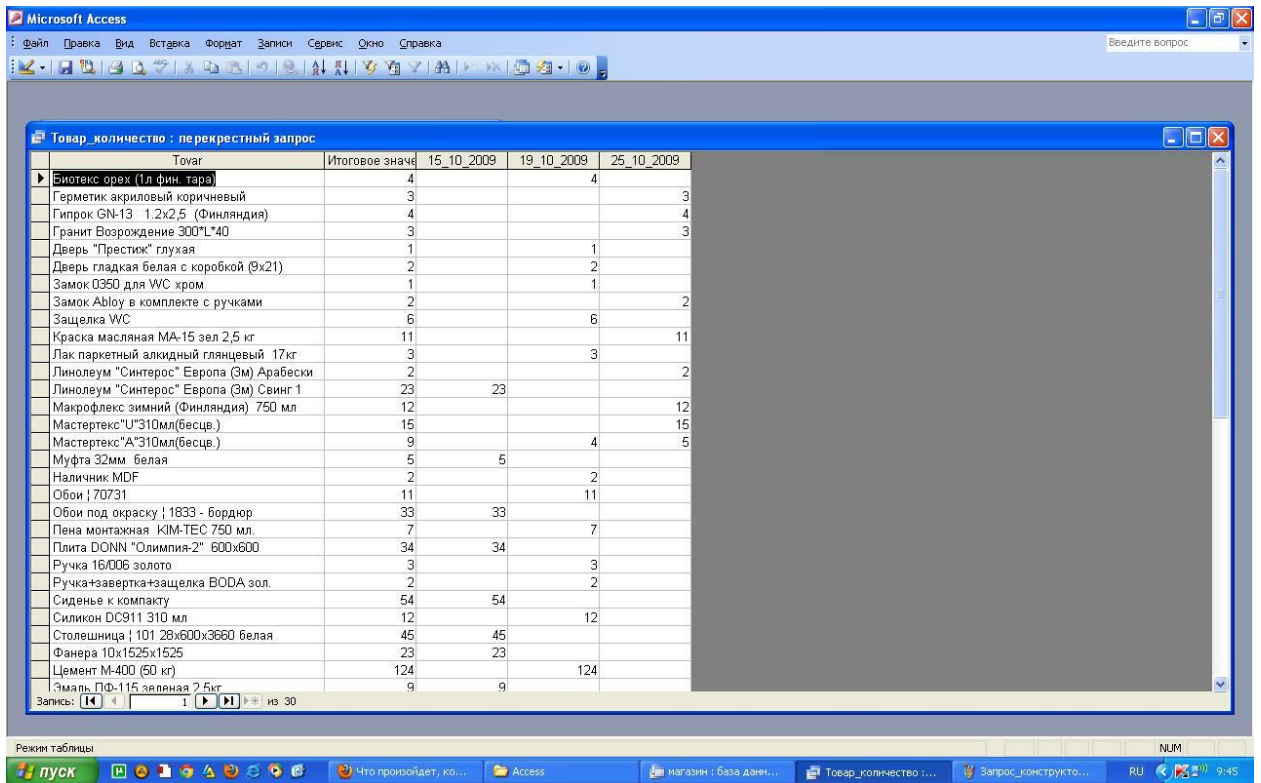 Microsoft Access
Файл Правка Вид Вставка Формат Записи Сервис Окно Справка Введите вопрос
Товар_количество : перекрестный запрос
Tovar Итоговое значе 15_10_2009 19_10_2009 25_10_2009
Биотекс орех (1л фин. тара) 4 4
Герметик акриловый коричневый 3 3
Гипрок GN-13 1.2х2,5 (Финляндия) 4 4
Гранит Возрождение 300*L*40 3 3
Дверь "Престиж" глухая 1 1
Дверь гладкая белая с коробкой (9х21) 2 2
Замок 0350 для WC хром 1 1
Замок Abloy в комплекте с ручками 2 2
Защелка WC 6 6
Краска масляная МА-15 зел 2,5 кг 11 11
Лак паркетный алкидный глянцевый 17кг 3 3
Линолеум "Синтерос" Европа (3м) Арабески 2 2
Линолеум "Синтерос" Европа (3м) Свинг 1 23 23
Макрофлекс зимний (Финляндия) 750 мл 12 12
Мастертекс"U"310мл(бесцв.) 15 15
Мастертекс"А"310мл(бесцв.) 9 4 5
Муфта 32мм белая 5 5
Наличник MDF 2 2
Обои ¦ 70731 11 11
Обои под окраску ¦ 1833 - бордюр 33 33
Пена монтажная KIM-TEC 750 мл. 7 7
Плита DONN "Олимпия-2" 600х600 34 34
Ручка 16/006 золото 3 3
Ручка+завертка+защелка BODA зол. 2 2
Сиденье к компакту 54 54
Силикон DC911 310 мл 12 12
Столешница ¦ 101 28х600х3660 белая 45 45
Фанера 10х1525х1525 23 23
Цемент М-400 (50 кг) 124 124
Эмаль ПФ-115 зеленая 2,5кг 9 9
Запись: 1 из 30
Режим таблицы NUM
пуск Что произойдет, ко... Access магазин : база данн... Товар_количество :... Запрос_конструкто... RU 9:45